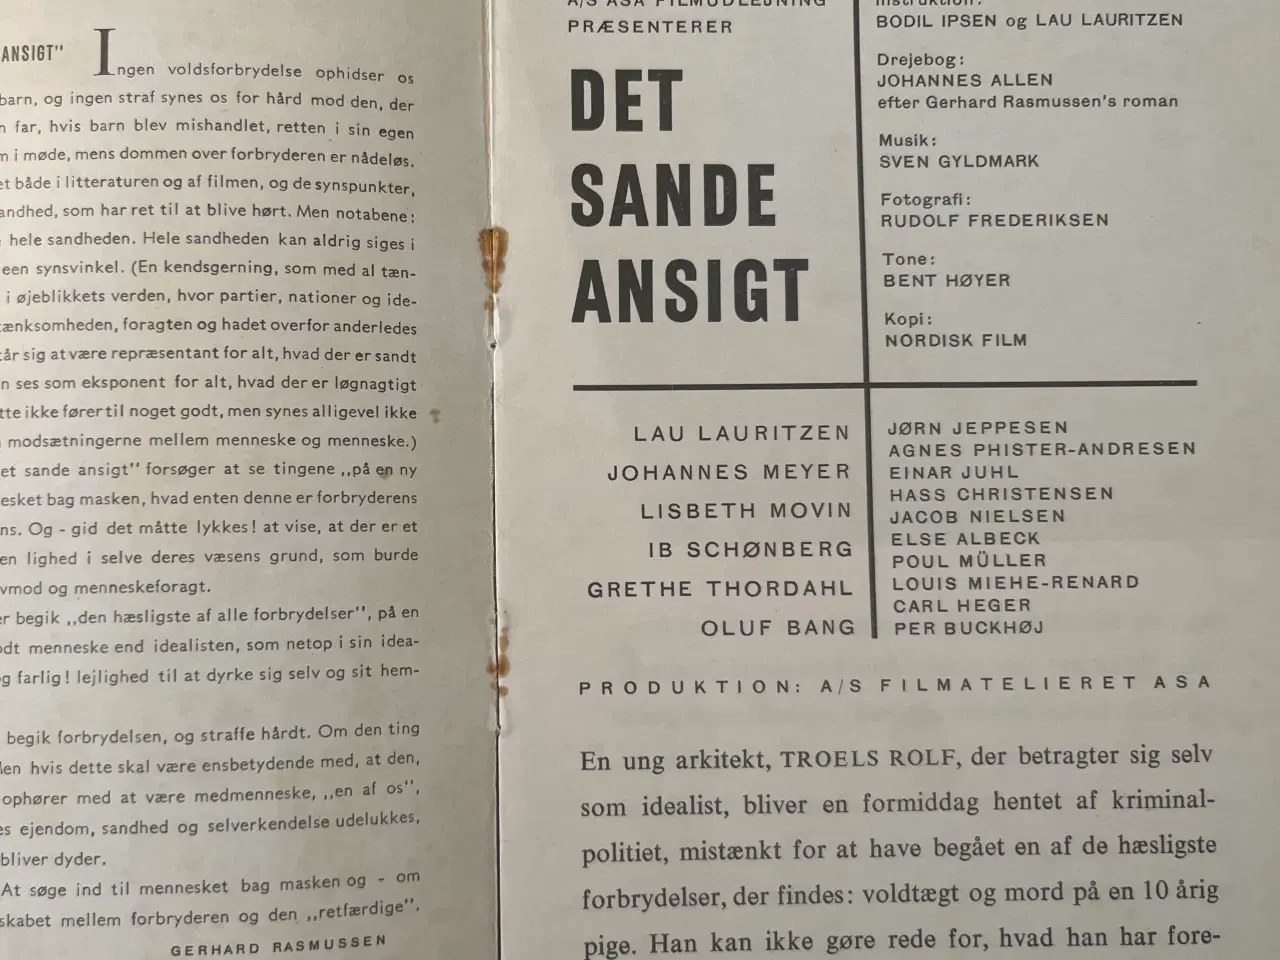 ANSIGT" Ingen voldsforbrydelse ophidser os
barn, og ingen straf synes os for hård mod den, der
far, hvis barn blev mishandlet, retten i sin egen
i møde, mens dommen over forbryderen er nådeløs.
både i litteraturen og af filmen, og de synspunkter,
som har ret til at blive hørt. Men notabene:
hele sandheden. Hele sandheden kan aldrig siges i
een synsvinkel. (En kendsgerning, som med al tæn-
i øjeblikkets verden, hvor partier, nationer og ide-
foragten og hadet overfor anderledes
sig at være repræsentant for alt, hvad der er sandt
ses som eksponent for alt, hvad der er løgnagtigt
ikke fører til noget godt, men synes alligevel ikke
modsætningerne mellem menneske og menneske.)
sande ansigt" forsøger at se tingene „på en ny
bag masken, hvad enten denne er forbryderens
Og - gid det måtte lykkes! at vise, at der er et
en lighed i selve deres væsens grund, som burde
og menneskeforagt.
begik „den hæsligste af alle forbrydelser", på en
menneske end idealisten, som netop i sin idea-
farlig! lejlighed til at dyrke sig selv og sit hem-
begik forbrydelsen, og straffe hårdt. Om den ting
hvis dette skal være ensbetydende med, at den,
ophører med at være medmenneske, „en af os",
ejendom, sandhed og selverkendelse udelukkes,
bliver dyder.
At søge ind til mennesket bag masken og - om
mellem forbryderen og den „retfærdige".
GERHARD RASMUSSEN
A/S ASA FILMUDLEJNING
PRÆSENTERER
DET
SANDE
ANSIGT
Instruktion:
BODIL IPSEN og LAU LAURITZEN
Drejebog:
JOHANNES ALLEN
efter Gerhard Rasmussen's roman
Musik:
SVEN GYLDMARK
Fotografi:
RUDOLF FREDERIKSEN
Tone:
BENT HØYER
Kopi:
NORDISK FILM
LAU LAURITZEN
JOHANNES MEYER
LISBETH MOVIN
IB SCHØNBERG
GRETHE THORDAHL
OLUF BANG
JØRN JEPPESEN
AGNES PHISTER-ANDRESEN
EINAR JUHL
HASS CHRISTENSEN
JACOB NIELSEN
ELSE ALBECK
POUL MÜLLER
LOUIS MIEHE-RENARD
CARL HEGER
PER BUCKHØJ
PRODUKTION: A/S FILMATELIERET ASA
En ung arkitekt, TROELS ROLF, der betragter sig selv
som idealist, bliver en formiddag hentet af kriminal-
politiet, mistænkt for at have begået en af de hæsligste
forbrydelser, der findes: voldtægt og mord på en 10 årig
pige. Han kan ikke gøre rede for, hvad han har fore-